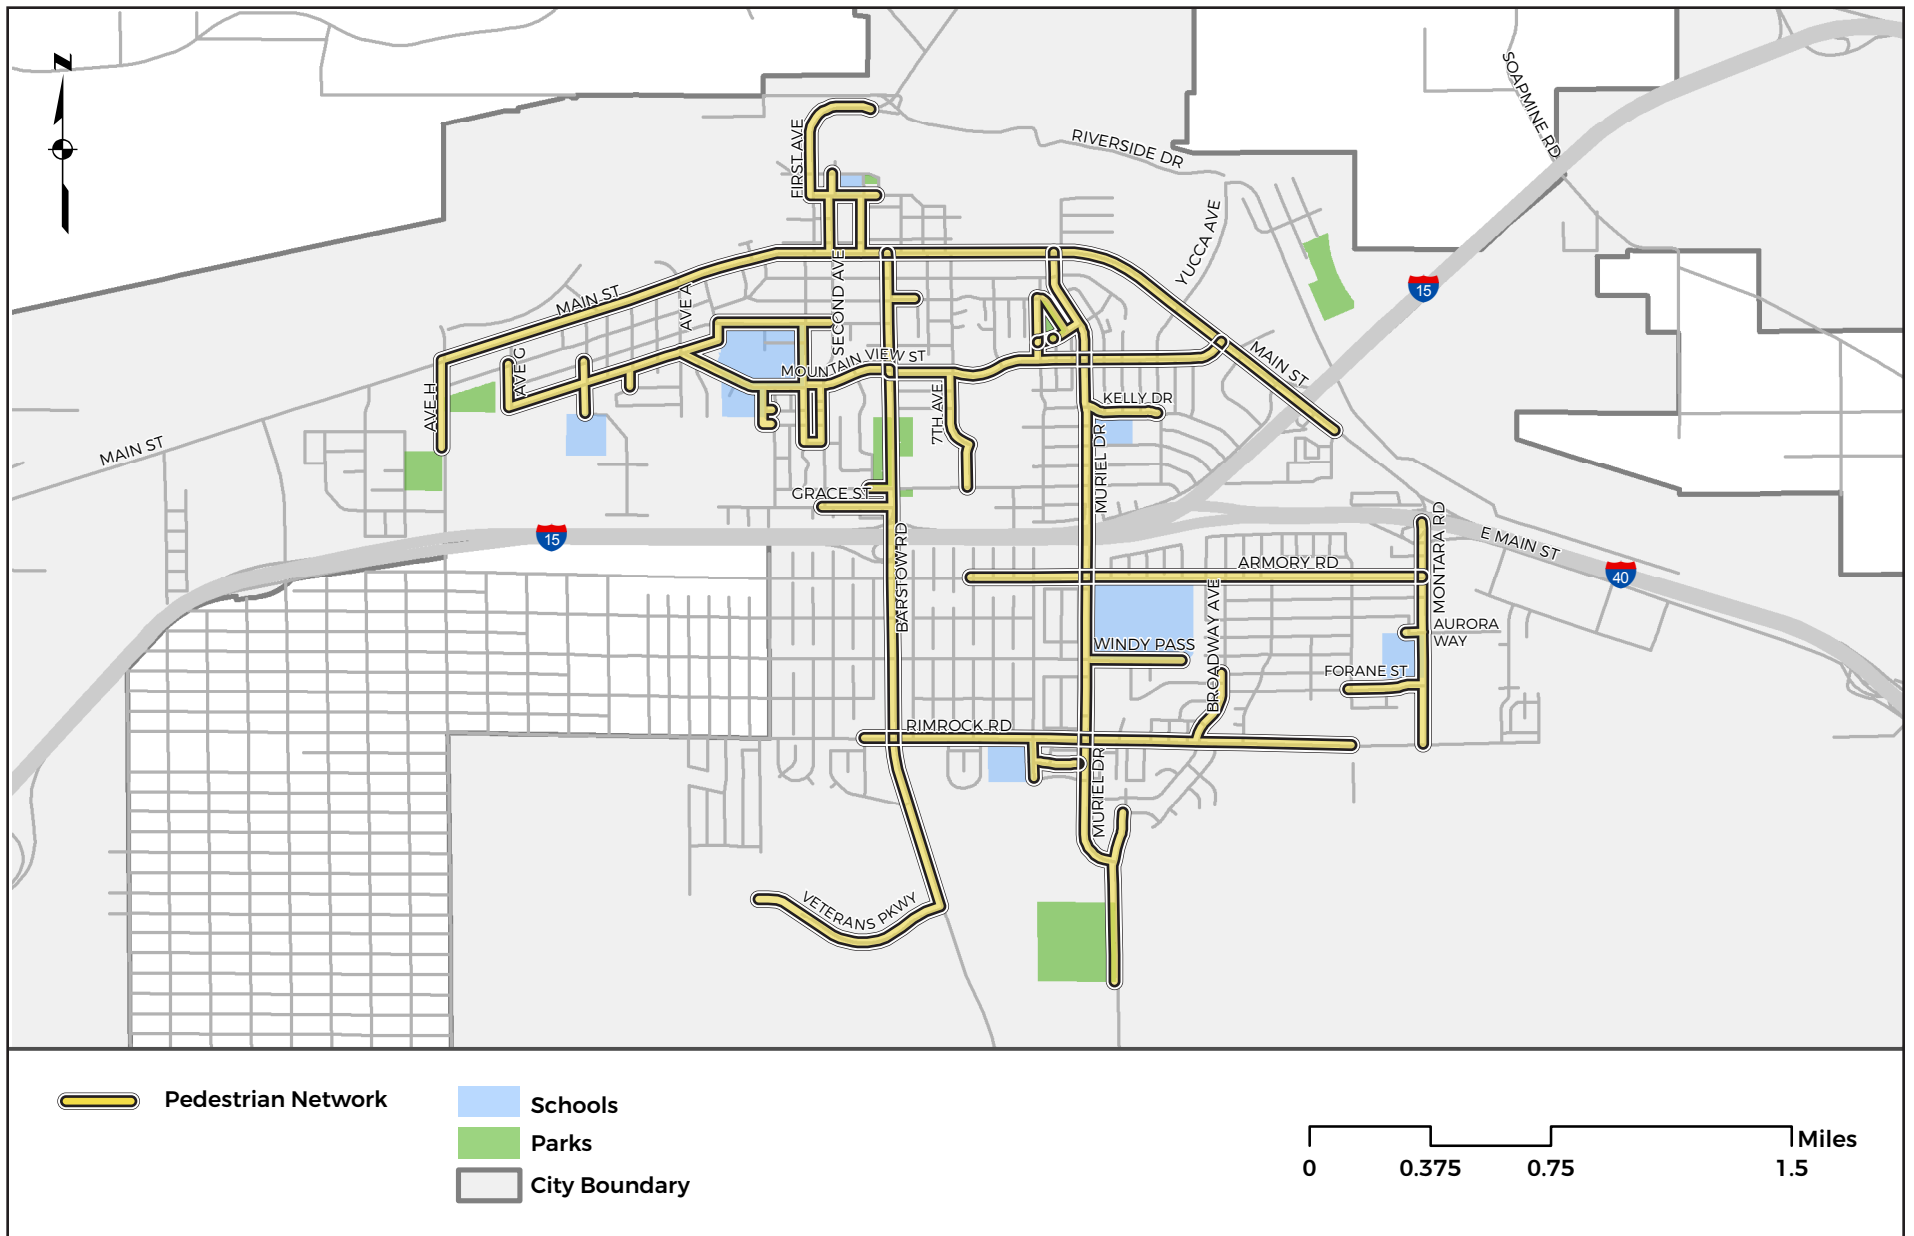 N
SOAPMINE RD
FIRST AVE
RIVERSIDE DR
YUCCA AVE
15
MAIN ST
AVE A
SECOND AVE
MOUNTAIN VIEW ST
MAIN ST
AVE G
AVE H
KELLY DR
7TH AVE
MAIN ST
MURIEL DR
GRACE ST
15
BARSTOW RD
MONTARA RD
E MAIN ST
40
ARMORY RD
BROADWAY AVE
AURORA
WAY
WINDY PASS
FORANE ST
RIMROCK RD
MURIEL DR
VETERANS PKWY
Pedestrian Network
Schools
Parks
City Boundary
Miles
0 0.375 0.75 1.5